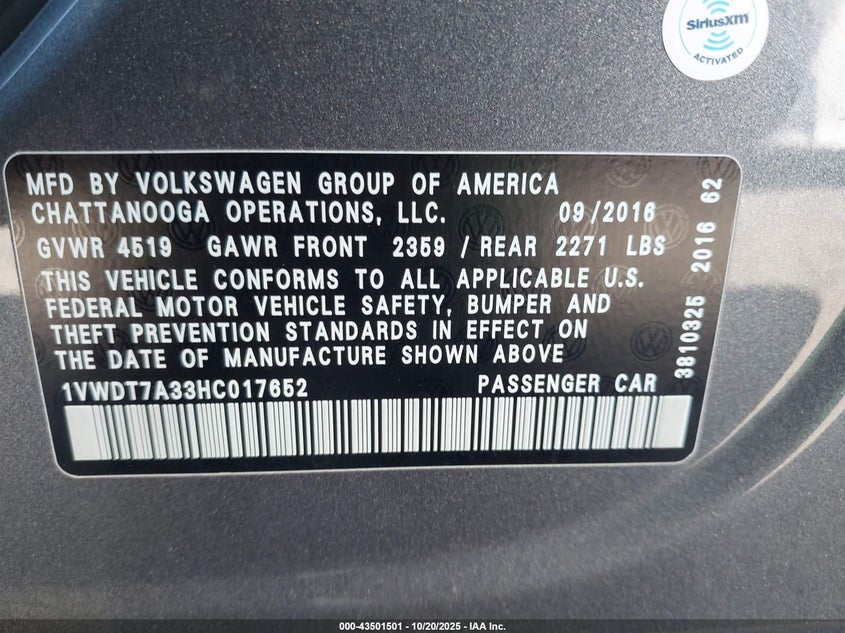 SiriusXM
ACTIVATED
MFD BY VOLKSWAGEN GROUP OF AMERICA
CHATTANOOGA OPERATIONS, LLC. 09/2016
GVWR 4519 GAWR FRONT 2359 / REAR 2271 LBS
THIS VEHICLE CONFORMS TO ALL APPLICABLE U.S.
FEDERAL MOTOR VEHICLE SAFETY, BUMPER AND
THEFT PREVENTION STANDARDS IN EFFECT ON
THE DATE OF MANUFACTURE SHOWN ABOVE
1VWDT7A33HC017652 PASSENGER CAR
3810325 2016 62
000-43501501 - 10/20/2025 - IAA Inc.